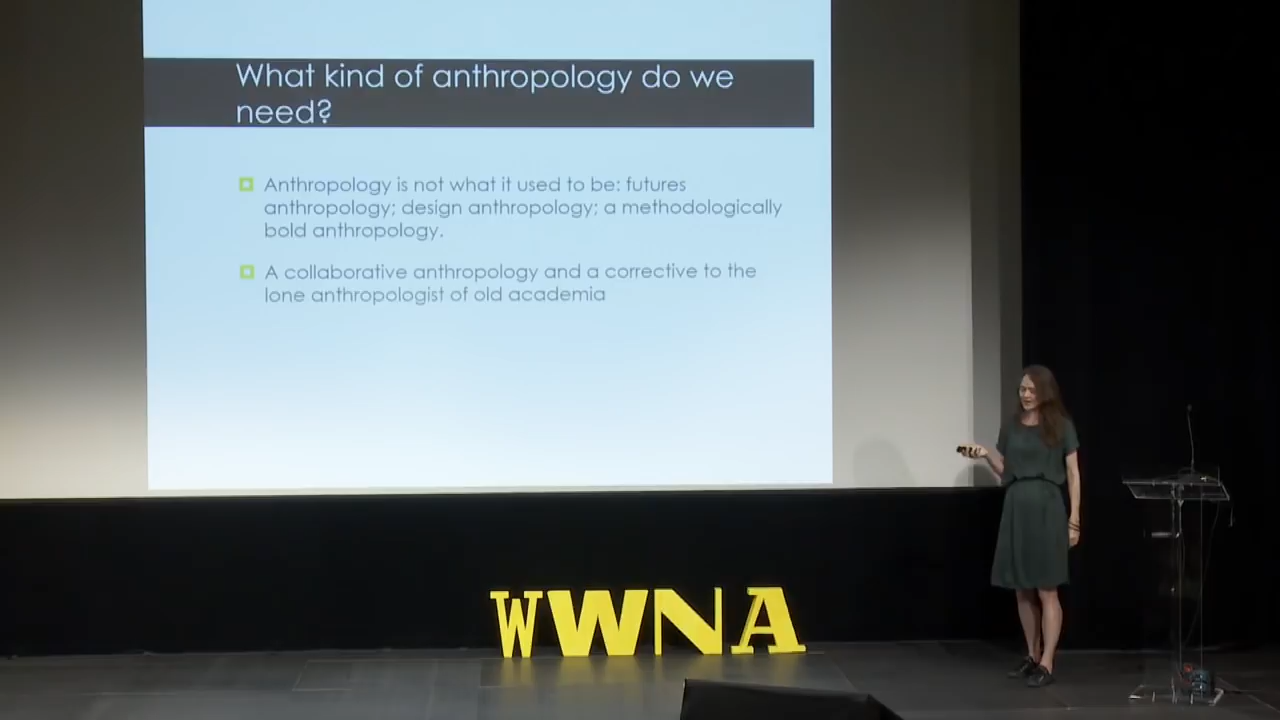 What kind of anthropology do we
need?
Anthropology is not what it used to be: futures
anthropology; design anthropology; a methodologically
bold anthropology.
A collaborative anthropology and a corrective to the
lone anthropologist of old academia
WWNA